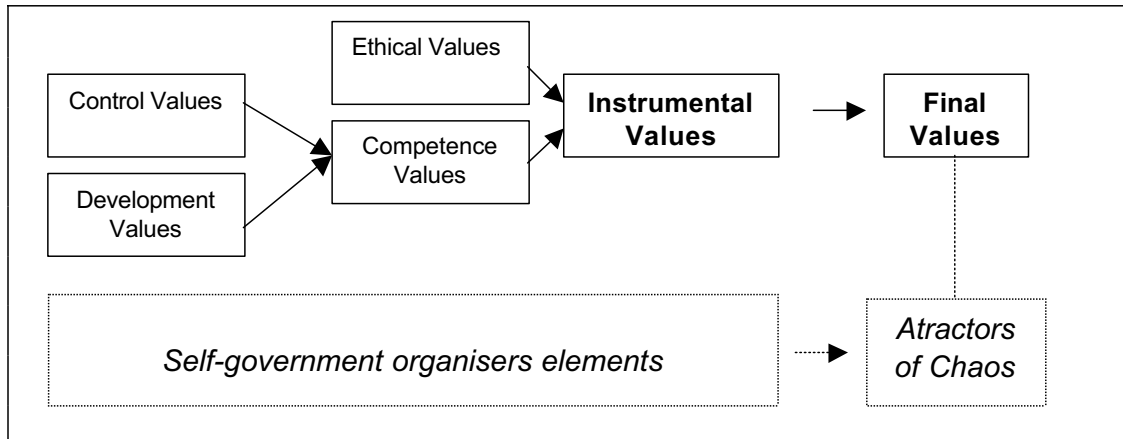 Ethical Values
Control Values
Instrumental
Values
Final
Values
Competence
Values
Development
Values
Self-government organisers elements
Atractors
of Chaos